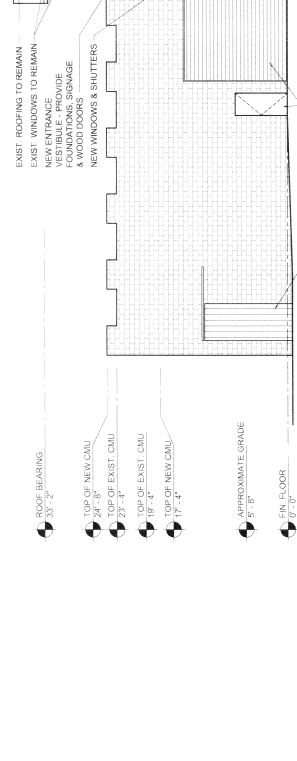 EXIST. ROOFING TO REMAIN
EXIST. WINDOWS TO REMAIN
NEW ENTRANCE
VESTIBULE - PROVIDE
FOUNDATIONS, SIGNAGE
& WOOD DOORS
NEW WINDOWS & SHUTTERS
ROOF BEARING
33' - 2"
TOP OF NEW CMU
24' - 8"
TOP OF EXIST. CMU
23' - 4"
TOP OF EXIST. CMU
19' - 4"
TOP OF NEW CMU
17' - 4"
APPROXIMATE GRADE
5' - 8"
FIN FLOOR
0' - 0"